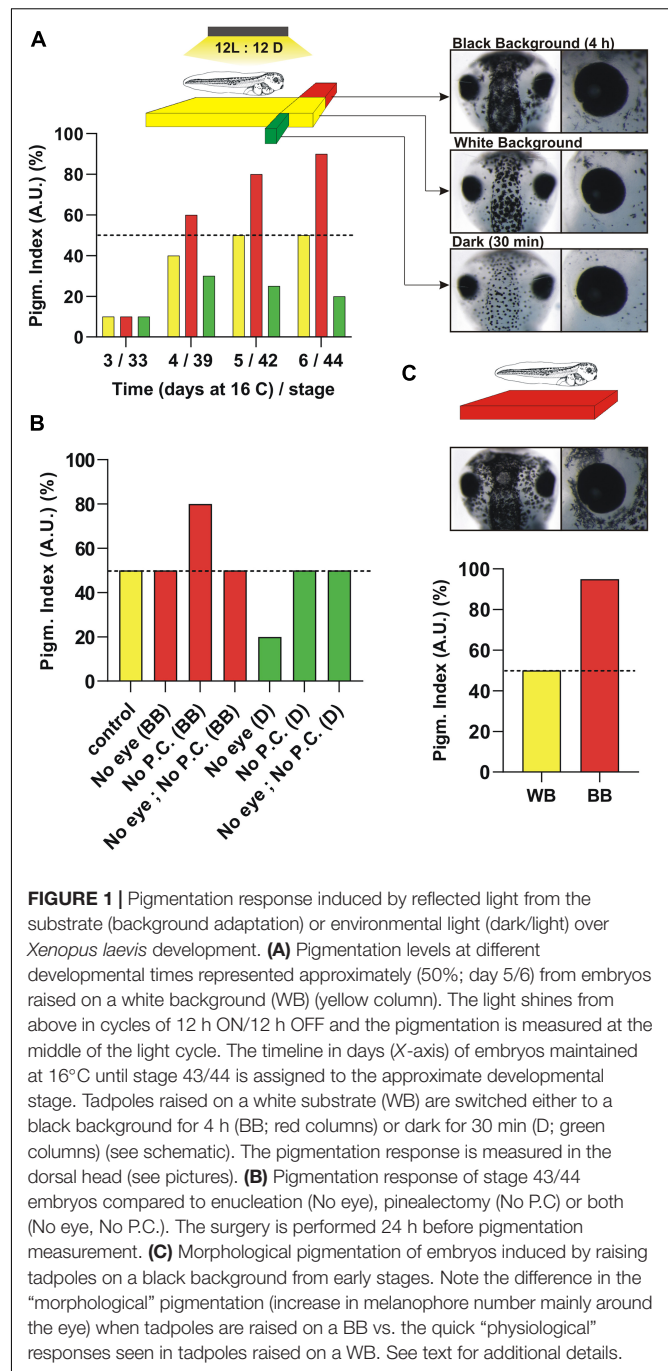 A
12L : 12 D
Black Background (4 h)
White Background
Dark (30 min)
Pigm. Index (A.U.) (%)
100
80
60
40
20
0
3 / 33 4 / 39 5 / 42 6 / 44
Time (days at 16 C) / stage
B
Pigm. Index (A.U.) (%)
100
80
60
40
20
0
control
No eye (BB)
No P.C. (BB)
No eye ; No P.C. (BB)
No eye (D)
No P.C. (D)
No eye ; No P.C. (D)
C
Pigm. Index (A.U.) (%)
100
80
60
40
20
0
WB BB
FIGURE 1 | Pigmentation response induced by reflected light from the
substrate (background adaptation) or environmental light (dark/light) over
Xenopus laevis development. (A) Pigmentation levels at different
developmental times represented approximately (50%; day 5/6) from embryos
raised on a white background (WB) (yellow column). The light shines from
above in cycles of 12 h ON/12 h OFF and the pigmentation is measured at the
middle of the light cycle. The timeline in days (X-axis) of embryos maintained
at 16°C until stage 43/44 is assigned to the approximate developmental
stage. Tadpoles raised on a white substrate (WB) are switched either to a
black background for 4 h (BB; red columns) or dark for 30 min (D; green
columns) (see schematic). The pigmentation response is measured in the
dorsal head (see pictures). (B) Pigmentation response of stage 43/44
embryos compared to enucleation (No eye), pinealectomy (No P.C) or both
(No eye, No P.C.). The surgery is performed 24 h before pigmentation
measurement. (C) Morphological pigmentation of embryos induced by raising
tadpoles on a black background from early stages. Note the difference in the
“morphological” pigmentation (increase in melanophore number mainly around
the eye) when tadpoles are raised on a BB vs. the quick “physiological”
responses seen in tadpoles raised on a WB. See text for additional details.